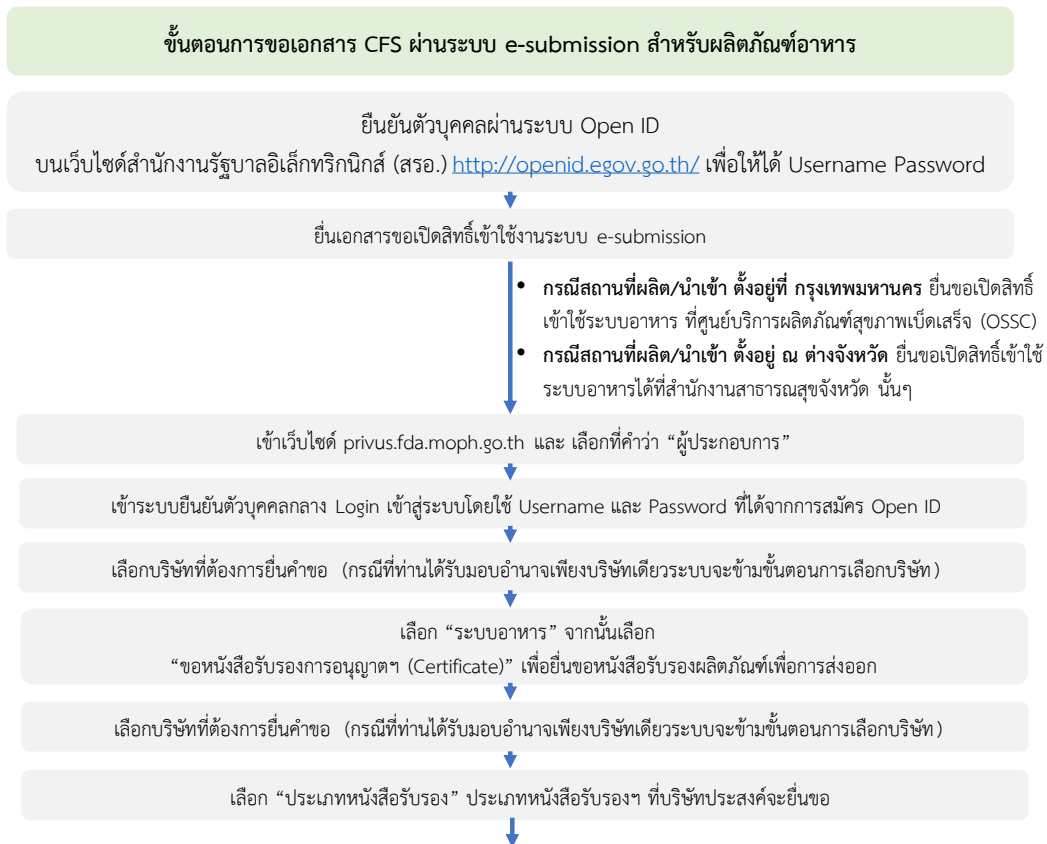 ขั้นตอนการขอเอกสาร CFS ผ่านระบบ e-submission สำหรับผลิตภัณฑ์อาหาร
ยืนยันตัวบุคคลผ่านระบบ Open ID
บนเว็บไซต์สำนักงานรัฐบาลอิเล็กทริกนิกส์ (สรอ.) http://openid.egov.go.th/ เพื่อให้ได้ Username Password
ยื่นเอกสารขอเปิดสิทธิ์เข้าใช้งานระบบ e-submission
• กรณีสถานที่ผลิต/นำเข้า ตั้งอยู่ที่ กรุงเทพมหานคร ยื่นขอเปิดสิทธิ์
เข้าใช้ระบบอาหาร ที่ศูนย์บริการผลิตภัณฑ์สุขภาพเบ็ดเสร็จ (OSSC)
• กรณีสถานที่ผลิต/นำเข้า ตั้งอยู่ ณ ต่างจังหวัด ยื่นขอเปิดสิทธิ์เข้าใช้
ระบบอาหารได้ที่สำนักงานสาธารณสุขจังหวัด นั้นๆ
เข้าเว็บไซต์ privus.fda.moph.go.th และ เลือกที่คำว่า “ผู้ประกอบการ”
เข้าระบบยืนยันตัวบุคคลกลาง Login เข้าสู่ระบบโดยใช้ Username และ Password ที่ได้จากการสมัคร Open ID
เลือกบริษัทที่ต้องการยื่นคำขอ (กรณีที่ท่านได้รับมอบอำนาจเพียงบริษัทเดียวระบบจะข้ามขั้นตอนการเลือกบริษัท)
เลือก “ระบบอาหาร” จากนั้นเลือก
“ขอหนังสือรับรองการอนุญาตฯ (Certificate)” เพื่อยื่นขอหนังสือรับรองผลิตภัณฑ์เพื่อการส่งออก
เลือกบริษัทที่ต้องการยื่นคำขอ (กรณีที่ท่านได้รับมอบอำนาจเพียงบริษัทเดียวระบบจะข้ามขั้นตอนการเลือกบริษัท)
เลือก “ประเภทหนังสือรับรอง” ประเภทหนังสือรับรองฯ ที่บริษัทประสงค์จะยื่นขอ